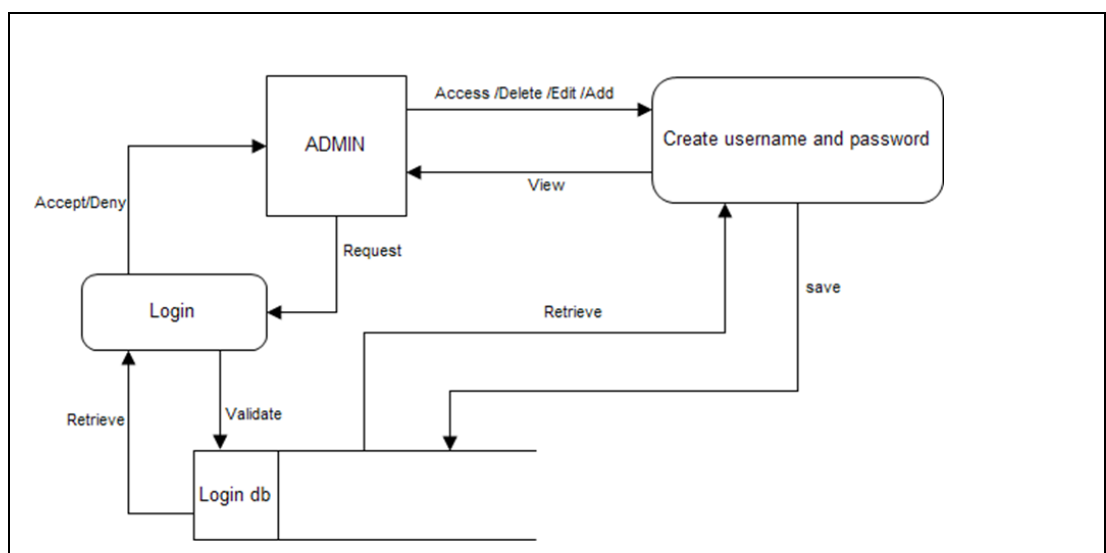 Access /Delete /Edit /Add
ADMIN
Create username and password
View
Accept/Deny
Request
save
Login
Retrieve
Retrieve
Validate
Login db